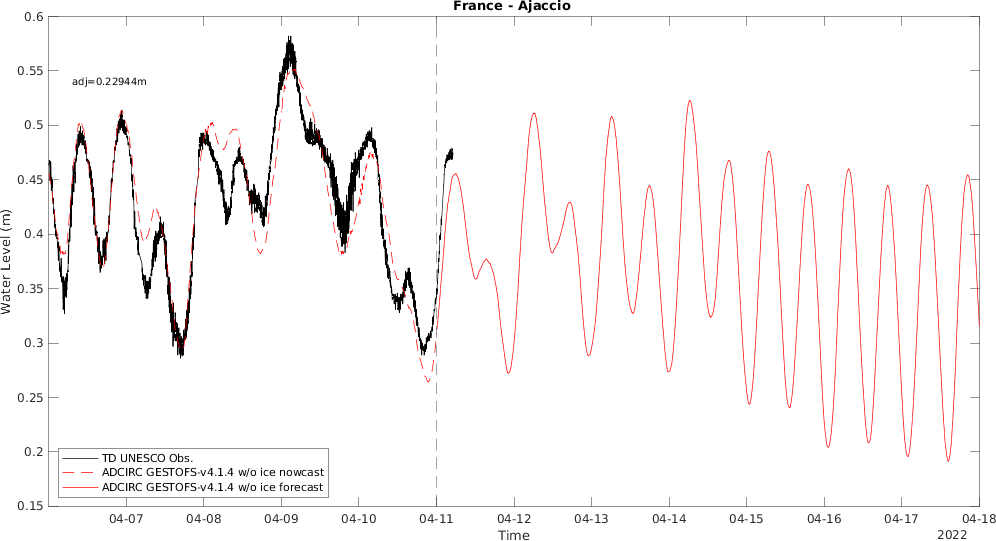 France - Ajaccio
0.6
0.55
0.5
0.45
0.4
0.35
0.3
0.25
0.2
0.15
Water Level (m)
adj=0.22944m
TD UNESCO Obs.
ADCIRC GESTOFS-v4.1.4 w/o ice nowcast
ADCIRC GESTOFS-v4.1.4 w/o ice forecast
04-07 04-08 04-09 04-10 04-11 04-12 04-13 04-14 04-15 04-16 04-17 04-18
Time
2022